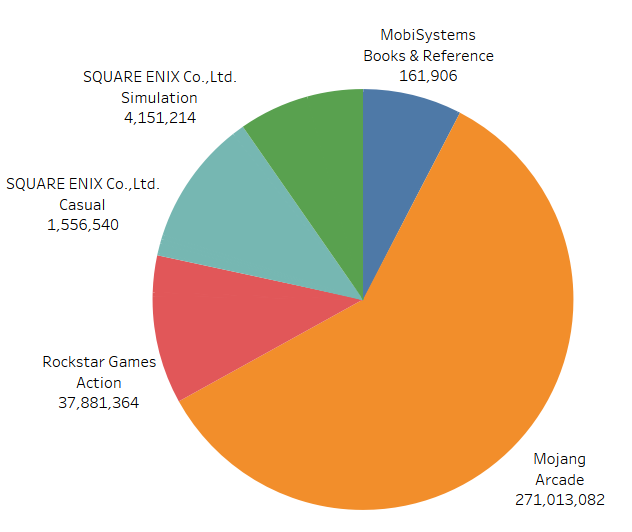 MobiSystems
Books & Reference
161,906
SQUARE ENIX Co.,Ltd.
Simulation
4,151,214
SQUARE ENIX Co.,Ltd.
Casual
1,556,540
Rockstar Games
Action
37,881,364
Mojang
Arcade
271,013,082